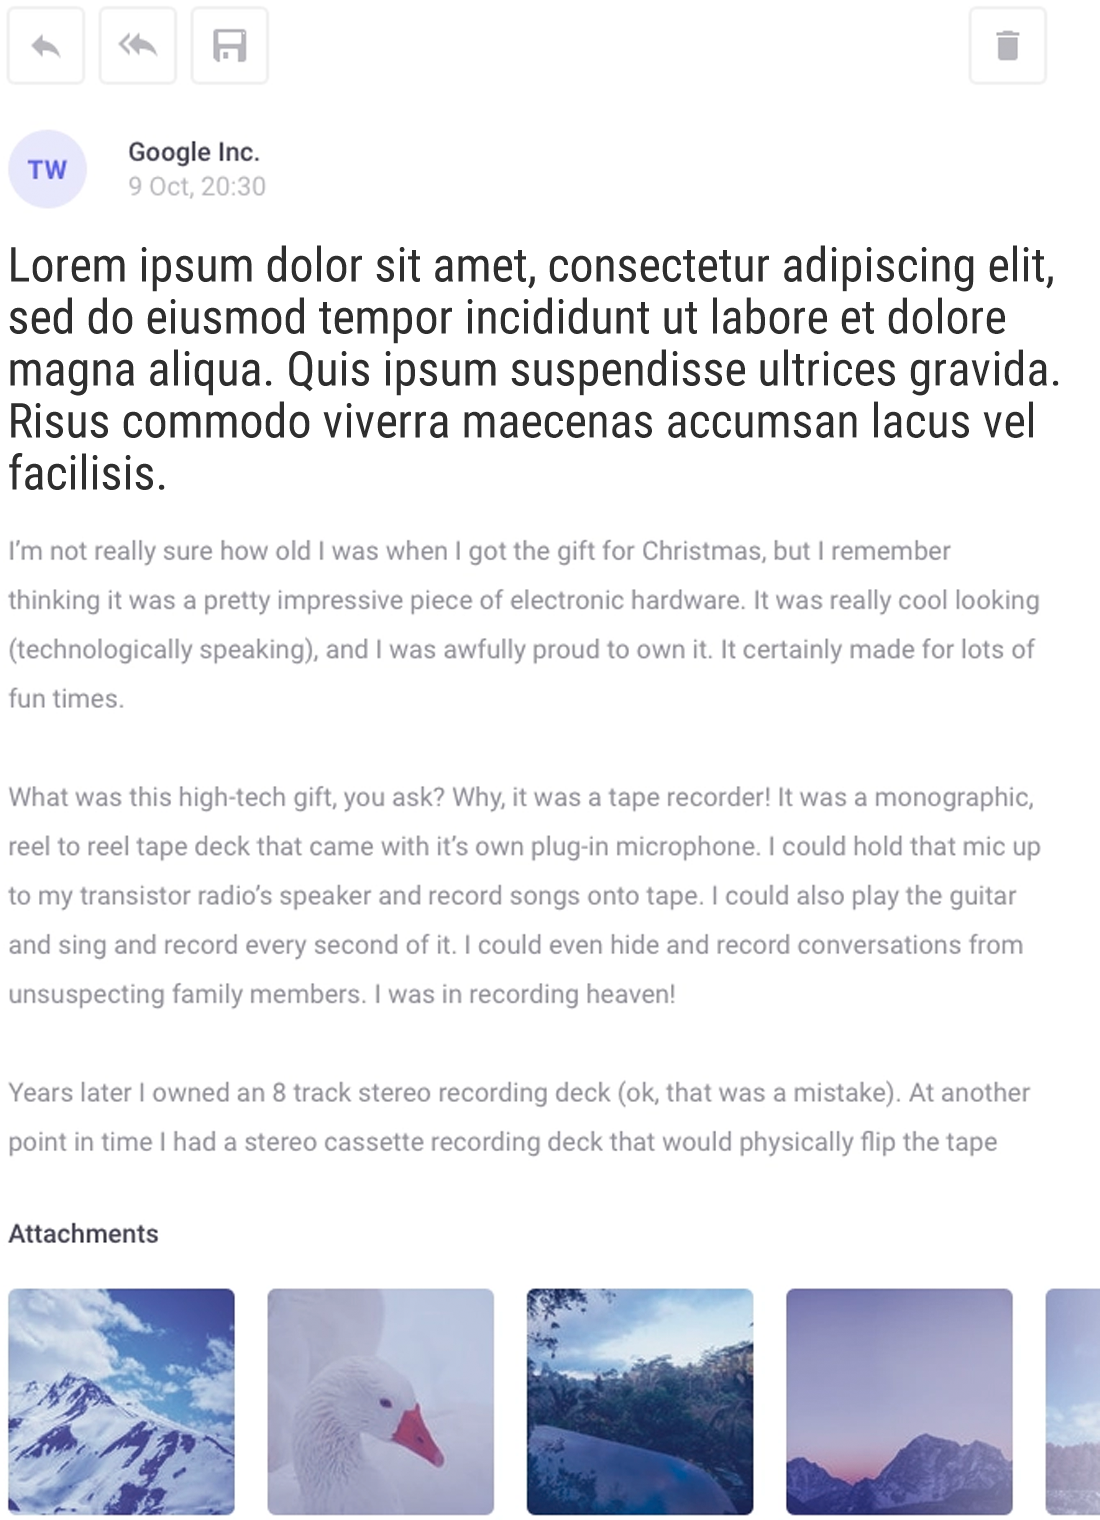 TW
Google Inc.
9 Oct, 20:30
Lorem ipsum dolor sit amet, consectetur adipiscing elit,
sed do eiusmod tempor incididunt ut labore et dolore
magna aliqua. Quis ipsum suspendisse ultrices gravida.
Risus commodo viverra maecenas accumsan lacus vel
facilisis.
I’m not really sure how old I was when I got the gift for Christmas, but I remember
thinking it was a pretty impressive piece of electronic hardware. It was really cool looking
(technologically speaking), and I was awfully proud to own it. It certainly made for lots of
fun times.
What was this high-tech gift, you ask? Why, it was a tape recorder! It was a monographic,
reel to reel tape deck that came with it’s own plug-in microphone. I could hold that mic up
to my transistor radio’s speaker and record songs onto tape. I could also play the guitar
and sing and record every second of it. I could even hide and record conversations from
unsuspecting family members. I was in recording heaven!
Years later I owned an 8 track stereo recording deck (ok, that was a mistake). At another
point in time I had a stereo cassette recording deck that would physically flip the tape
Attachments